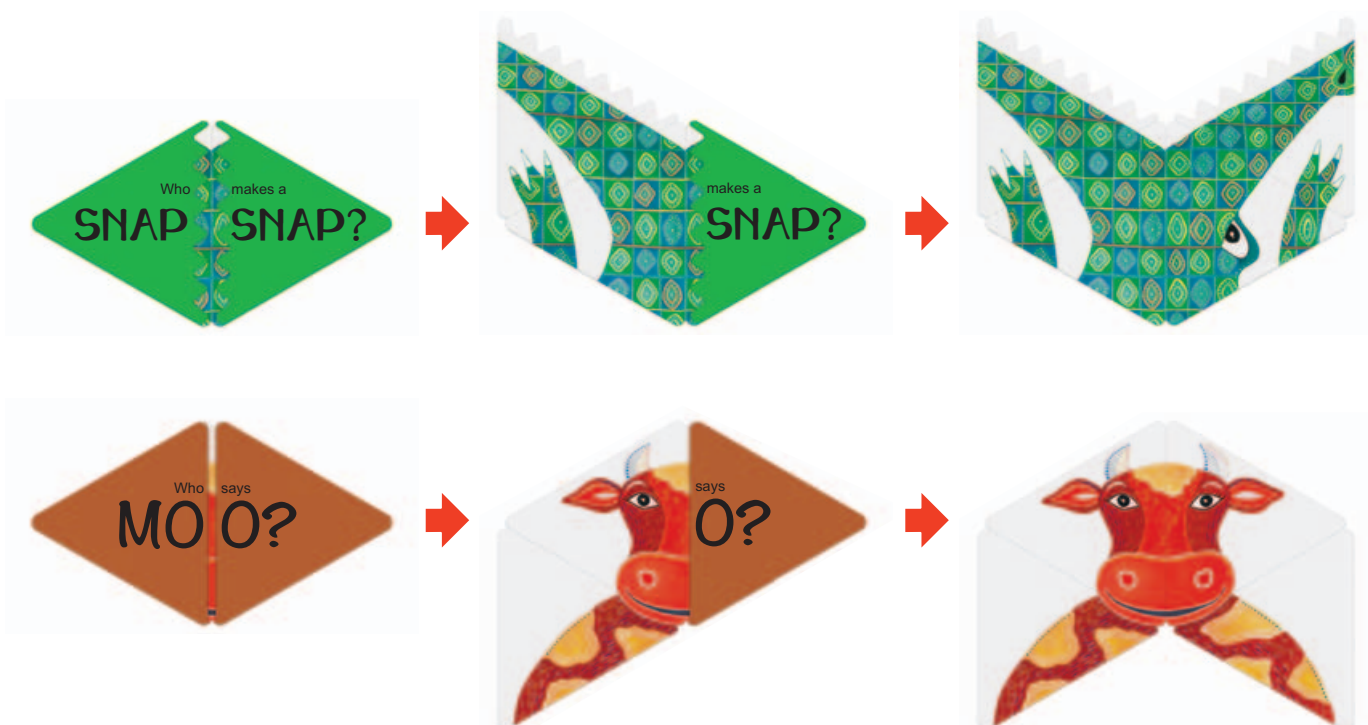 Who makes a
SNAP SNAP?
makes a
SNAP?
Who says
MO O?
says
O?